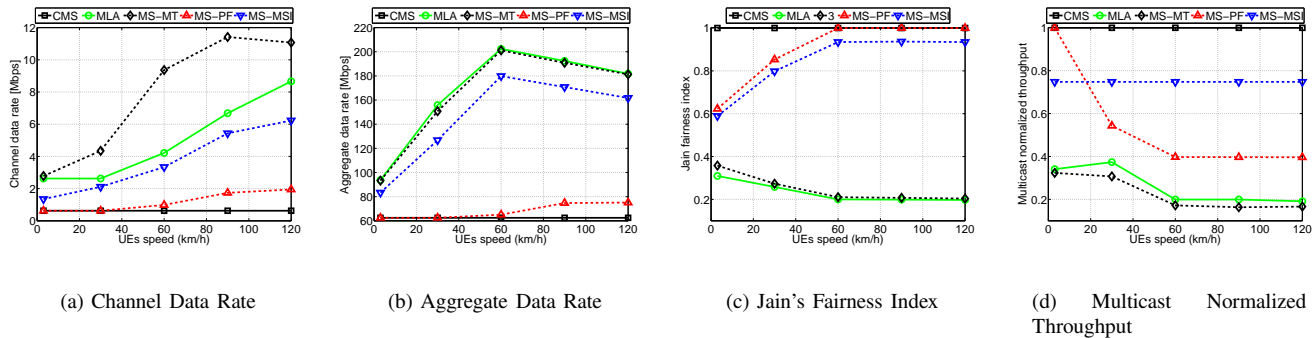 CMS MLA MS-MT MS-PF MS-MSI
Channel data rate [Mbps]
12
10
8
6
4
2
0
0 20 40 60 80 100 120
UEs speed (km/h)
(a) Channel Data Rate
CMS MLA MS-MT MS-PF MS-MSI
Aggregate data rate [Mbps]
220
200
180
160
140
120
100
80
60
0 20 40 60 80 100 120
UEs speed (km/h)
(b) Aggregate Data Rate
CMS MLA 3 MS-PF MS-MSI
Jain fairness index
1
0.8
0.6
0.4
0.2
0 20 40 60 80 100 120
UEs speed (km/h)
(c) Jain's Fairness Index
CMS MLA MS-MT MS-PF MS-MSI
Multicast normalized throughput
1
0.8
0.6
0.4
0.2
0 20 40 60 80 100 120
UEs speed (km/h)
(d) Multicast Normalized
Throughput